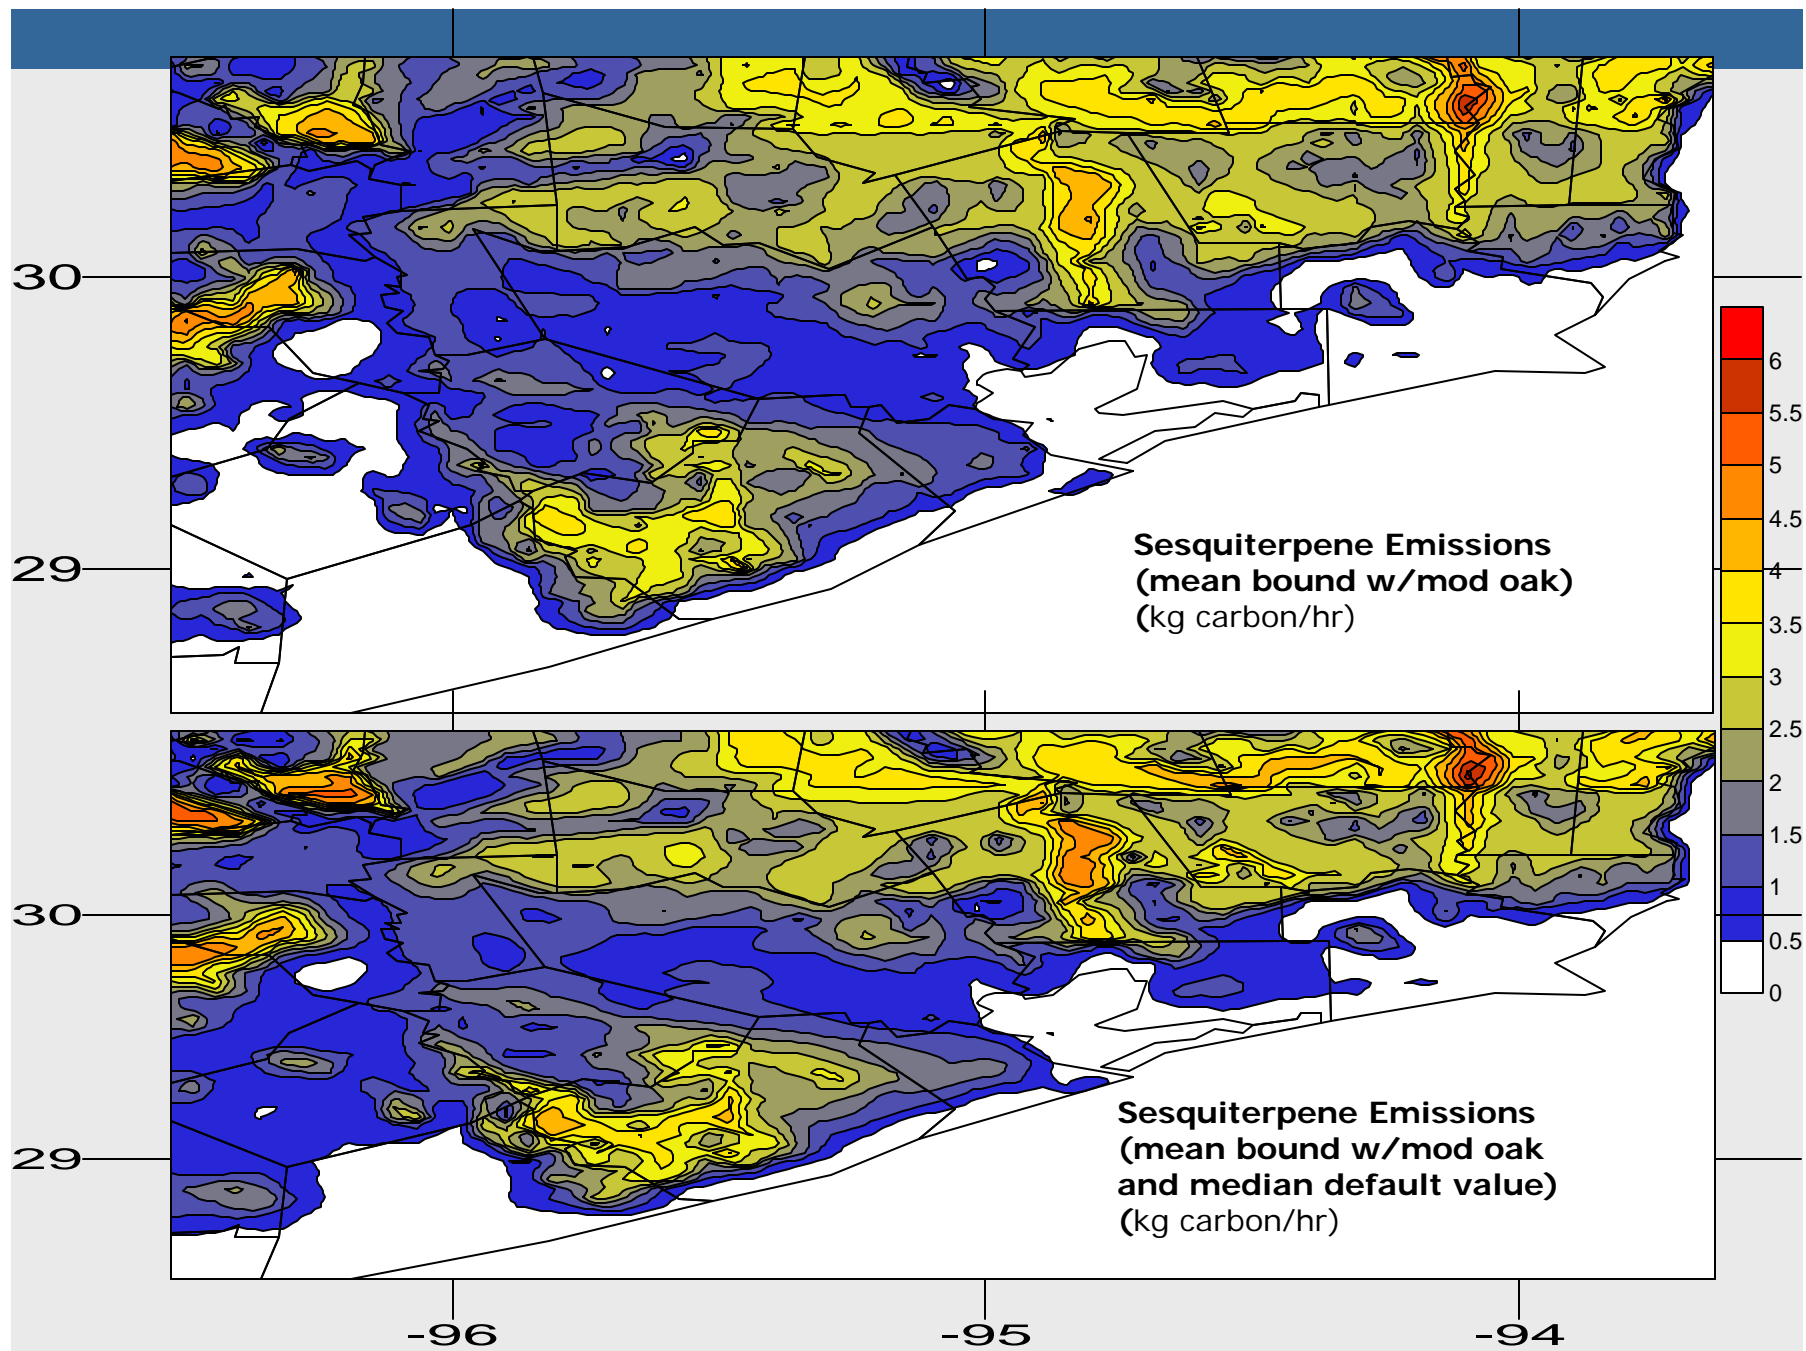 30
29
Sesquiterpene Emissions
(mean bound w/mod oak)
(kg carbon/hr)
6
5.5
5
4.5
4
3.5
3
2.5
2
1.5
1
0.5
0
30
29
Sesquiterpene Emissions
(mean bound w/mod oak
and median default value)
(kg carbon/hr)
-96
-95
-94